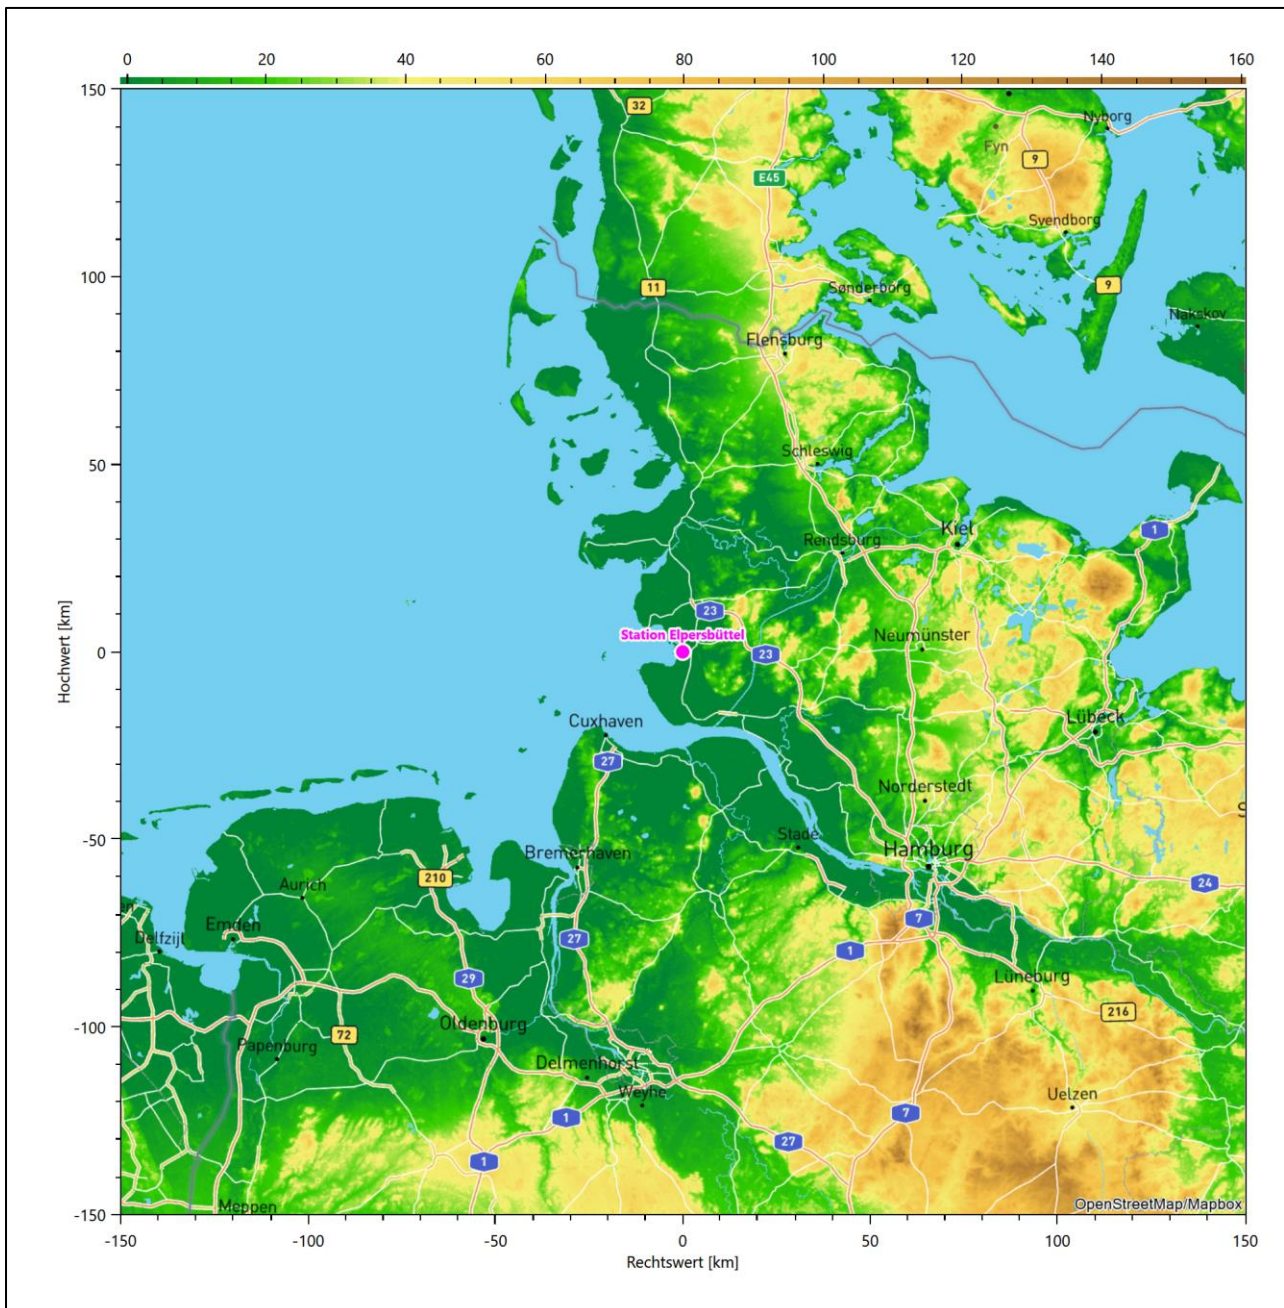 0 20 40 60 80 100 120 140 160
150
32
Nyborg
Fyn
9
E45
Svendborg
100
11
Sønderborg
9
Nakskov
Flensburg
50
Schleswig
Kiel
1
Rendsburg
23
Station Elpersbüttel
Neumünster
0
23
Hochwert [km]
Cuxhaven
Lübeck
27
Norderstedt
S
-50
Stade
Bremerhaven
Hamburg
210
Aurich
24
en
Emden
7
Delfzijl
27
1
29
Lüneburg
216
-100
Oldenburg
72
Papenburg
Delmenhorst
Weyhe
Uelzen
1
7
27
1
Meppen
OpenStreetMap/Mapbox
-150
-150 -100 -50 0 50 100 150
Rechtswert [km]